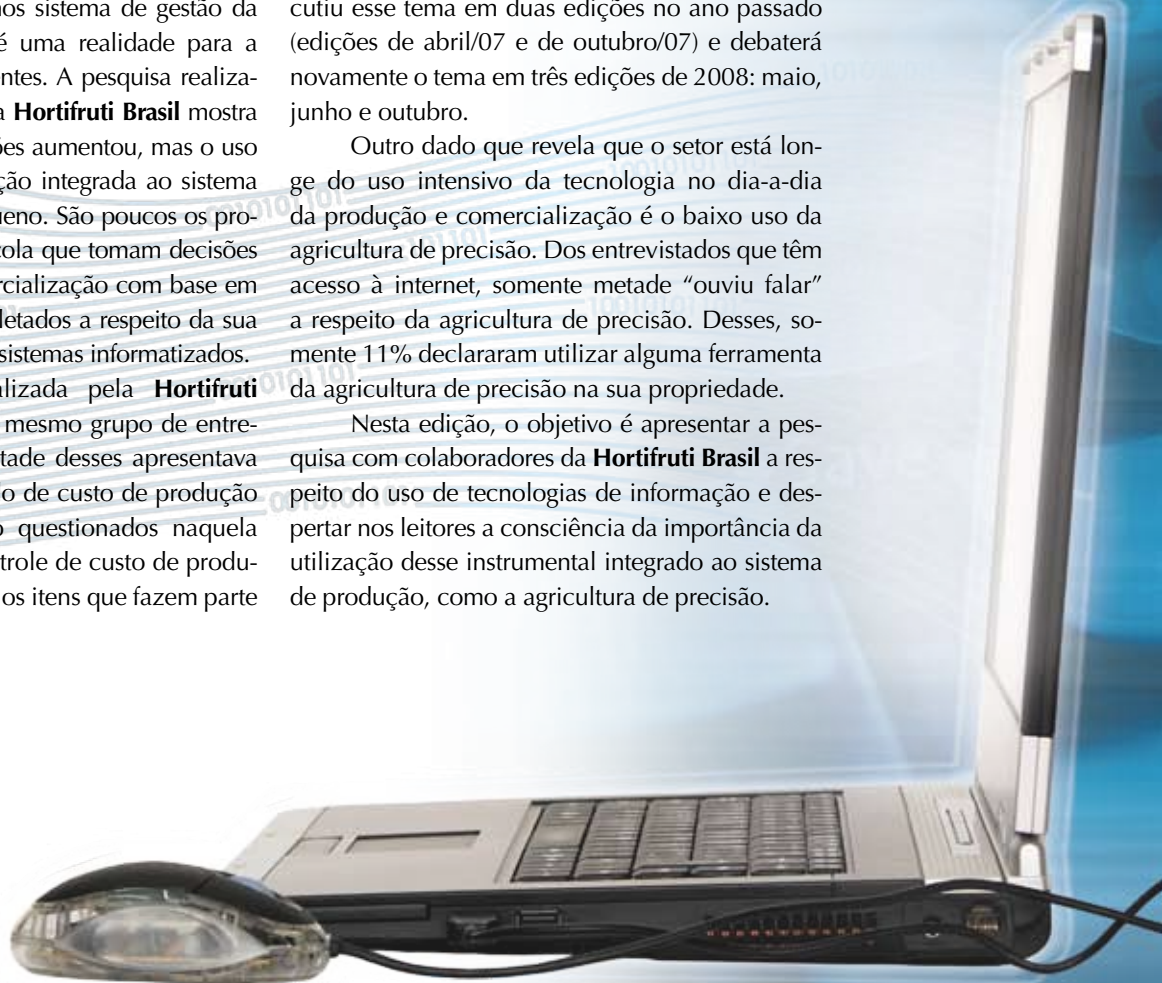 nos sistema de gestão da
é uma realidade para a
entes. A pesquisa realiza-
a Hortifruti Brasil mostra
ões aumentou, mas o uso
ção integrada ao sistema
ueno. São poucos os pro-
cola que tomam decisões
rcialização com base em
letados a respeito da sua
sistemas informatizados.
alizada pela Hortifruti
mesmo grupo de entre-
tade desses apresentava
o de custo de produção
o questionados naquela
trole de custo de produ-
os itens que fazem parte
cutiu esse tema em duas edições no ano passado
(edições de abril/07 e de outubro/07) e debaterá
novamente o tema em três edições de 2008: maio,
junho e outubro.
Outro dado que revela que o setor está lon-
ge do uso intensivo da tecnologia no dia-a-dia
da produção e comercialização é o baixo uso da
agricultura de precisão. Dos entrevistados que têm
acesso à internet, somente metade “ouviu falar”
a respeito da agricultura de precisão. Desses, so-
mente 11% declararam utilizar alguma ferramenta
da agricultura de precisão na sua propriedade.
Nesta edição, o objetivo é apresentar a pes-
quisa com colaboradores da Hortifruti Brasil a res-
peito do uso de tecnologias de informação e des-
pertar nos leitores a consciência da importância da
utilização desse instrumental integrado ao sistema
de produção, como a agricultura de precisão.